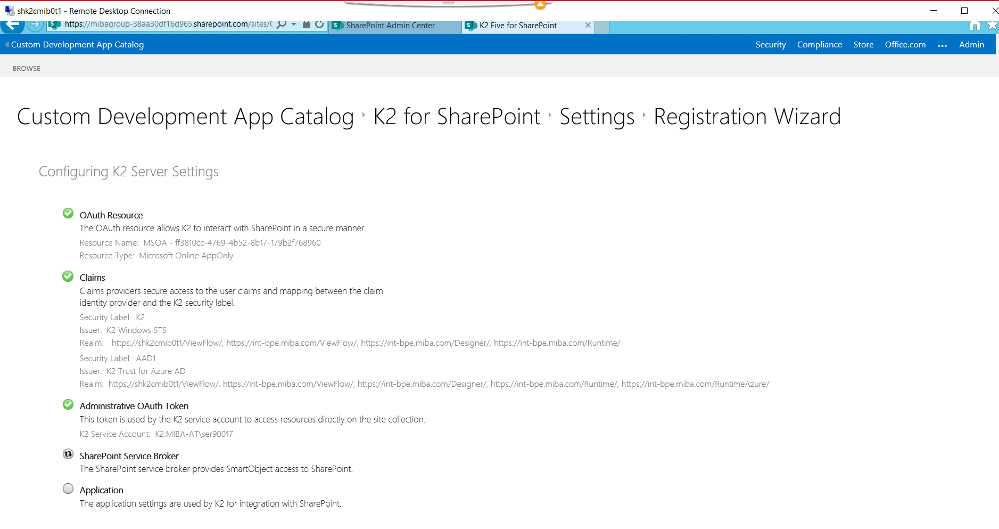 shk2cmib0t1 - Remote Desktop Connection
https://mibagroup-38aa30df16d965.sharepoint.com/sites/
SharePoint Admin Center
K2 Five for SharePoint
Custom Development App Catalog
Security Compliance Store Office.com ... Admin
BROWSE
Custom Development App Catalog K2 for SharePoint Settings Registration Wizard
Configuring K2 Server Settings
OAuth Resource
The OAuth resource allows K2 to interact with SharePoint in a secure manner.
Resource Name: MSOA - ff3810cc-4769-4b52-8b17-179b2f768960
Resource Type: Microsoft Online AppOnly
Claims
Claims providers secure access to the user claims and mapping between the claim
identity provider and the K2 security label.
Security Label: K2
Issuer: K2 Windows STS
Realm: https://shk2cmib0t1/ViewFlow/, https://int-bpe.miba.com/ViewFlow/, https://int-bpe.miba.com/Designer/, https://int-bpe.miba.com/Runtime/
Security Label: AAD1
Issuer: K2 Trust for Azure AD
Realm: https://shk2cmib0t1/ViewFlow/, https://int-bpe.miba.com/ViewFlow/, https://int-bpe.miba.com/Designer/, https://int-bpe.miba.com/Runtime/, https://int-bpe.miba.com/RuntimeAzure/
Administrative OAuth Token
This token is used by the K2 service account to access resources directly on the site collection.
K2 Service Account: K2:MIBA-AT\ser90017
SharePoint Service Broker
The SharePoint service broker provides SmartObject access to SharePoint.
Application
The application settings are used by K2 for integration with SharePoint.